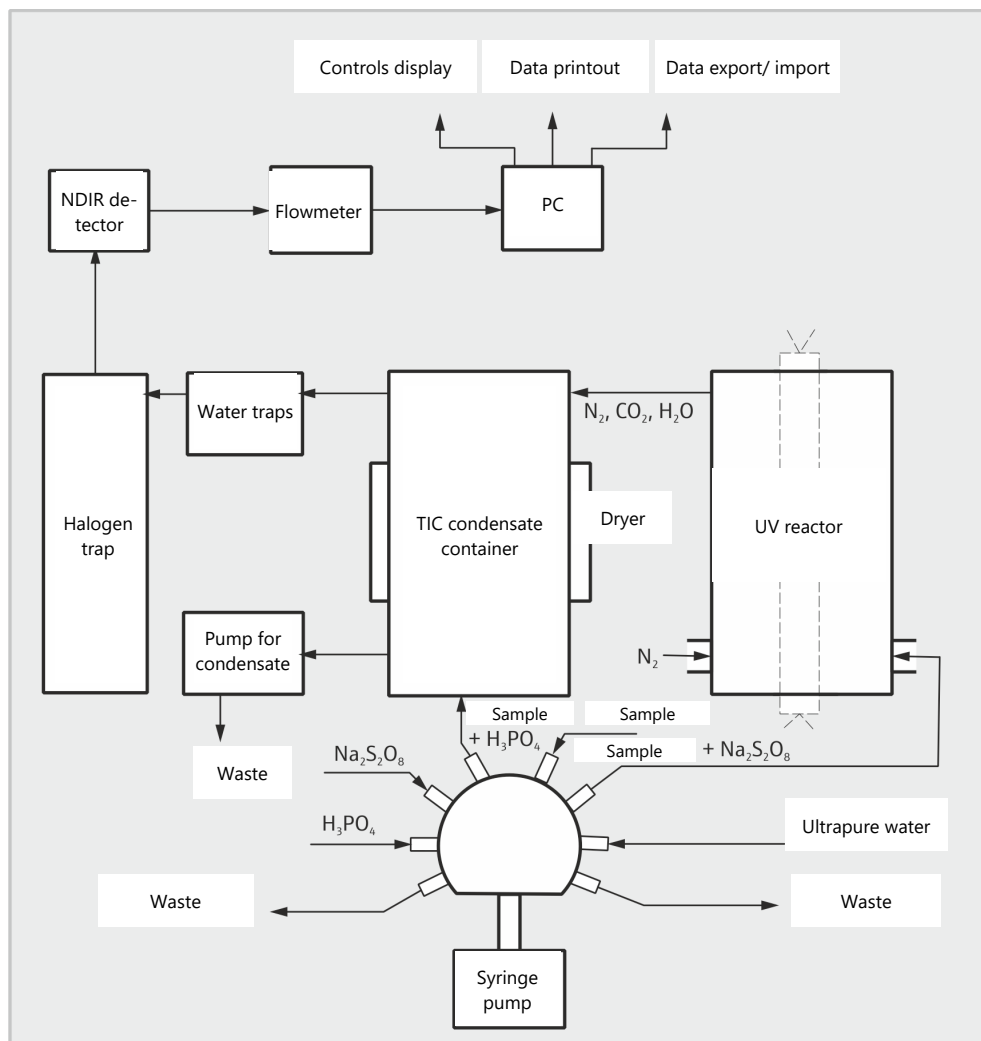 Controls display
Data printout
Data export/ import
NDIR de-
tector
Flowmeter
PC
N₂, CO₂, H₂O
Water traps
Halogen
trap
TIC condensate
container
Dryer
UV reactor
Pump for
condensate
N₂
Sample
+ H₃PO₄
Sample
Sample + Na₂S₂O₈
Waste
Na₂S₂O₈
H₃PO₄
Ultrapure water
Waste
Waste
Syringe
pump